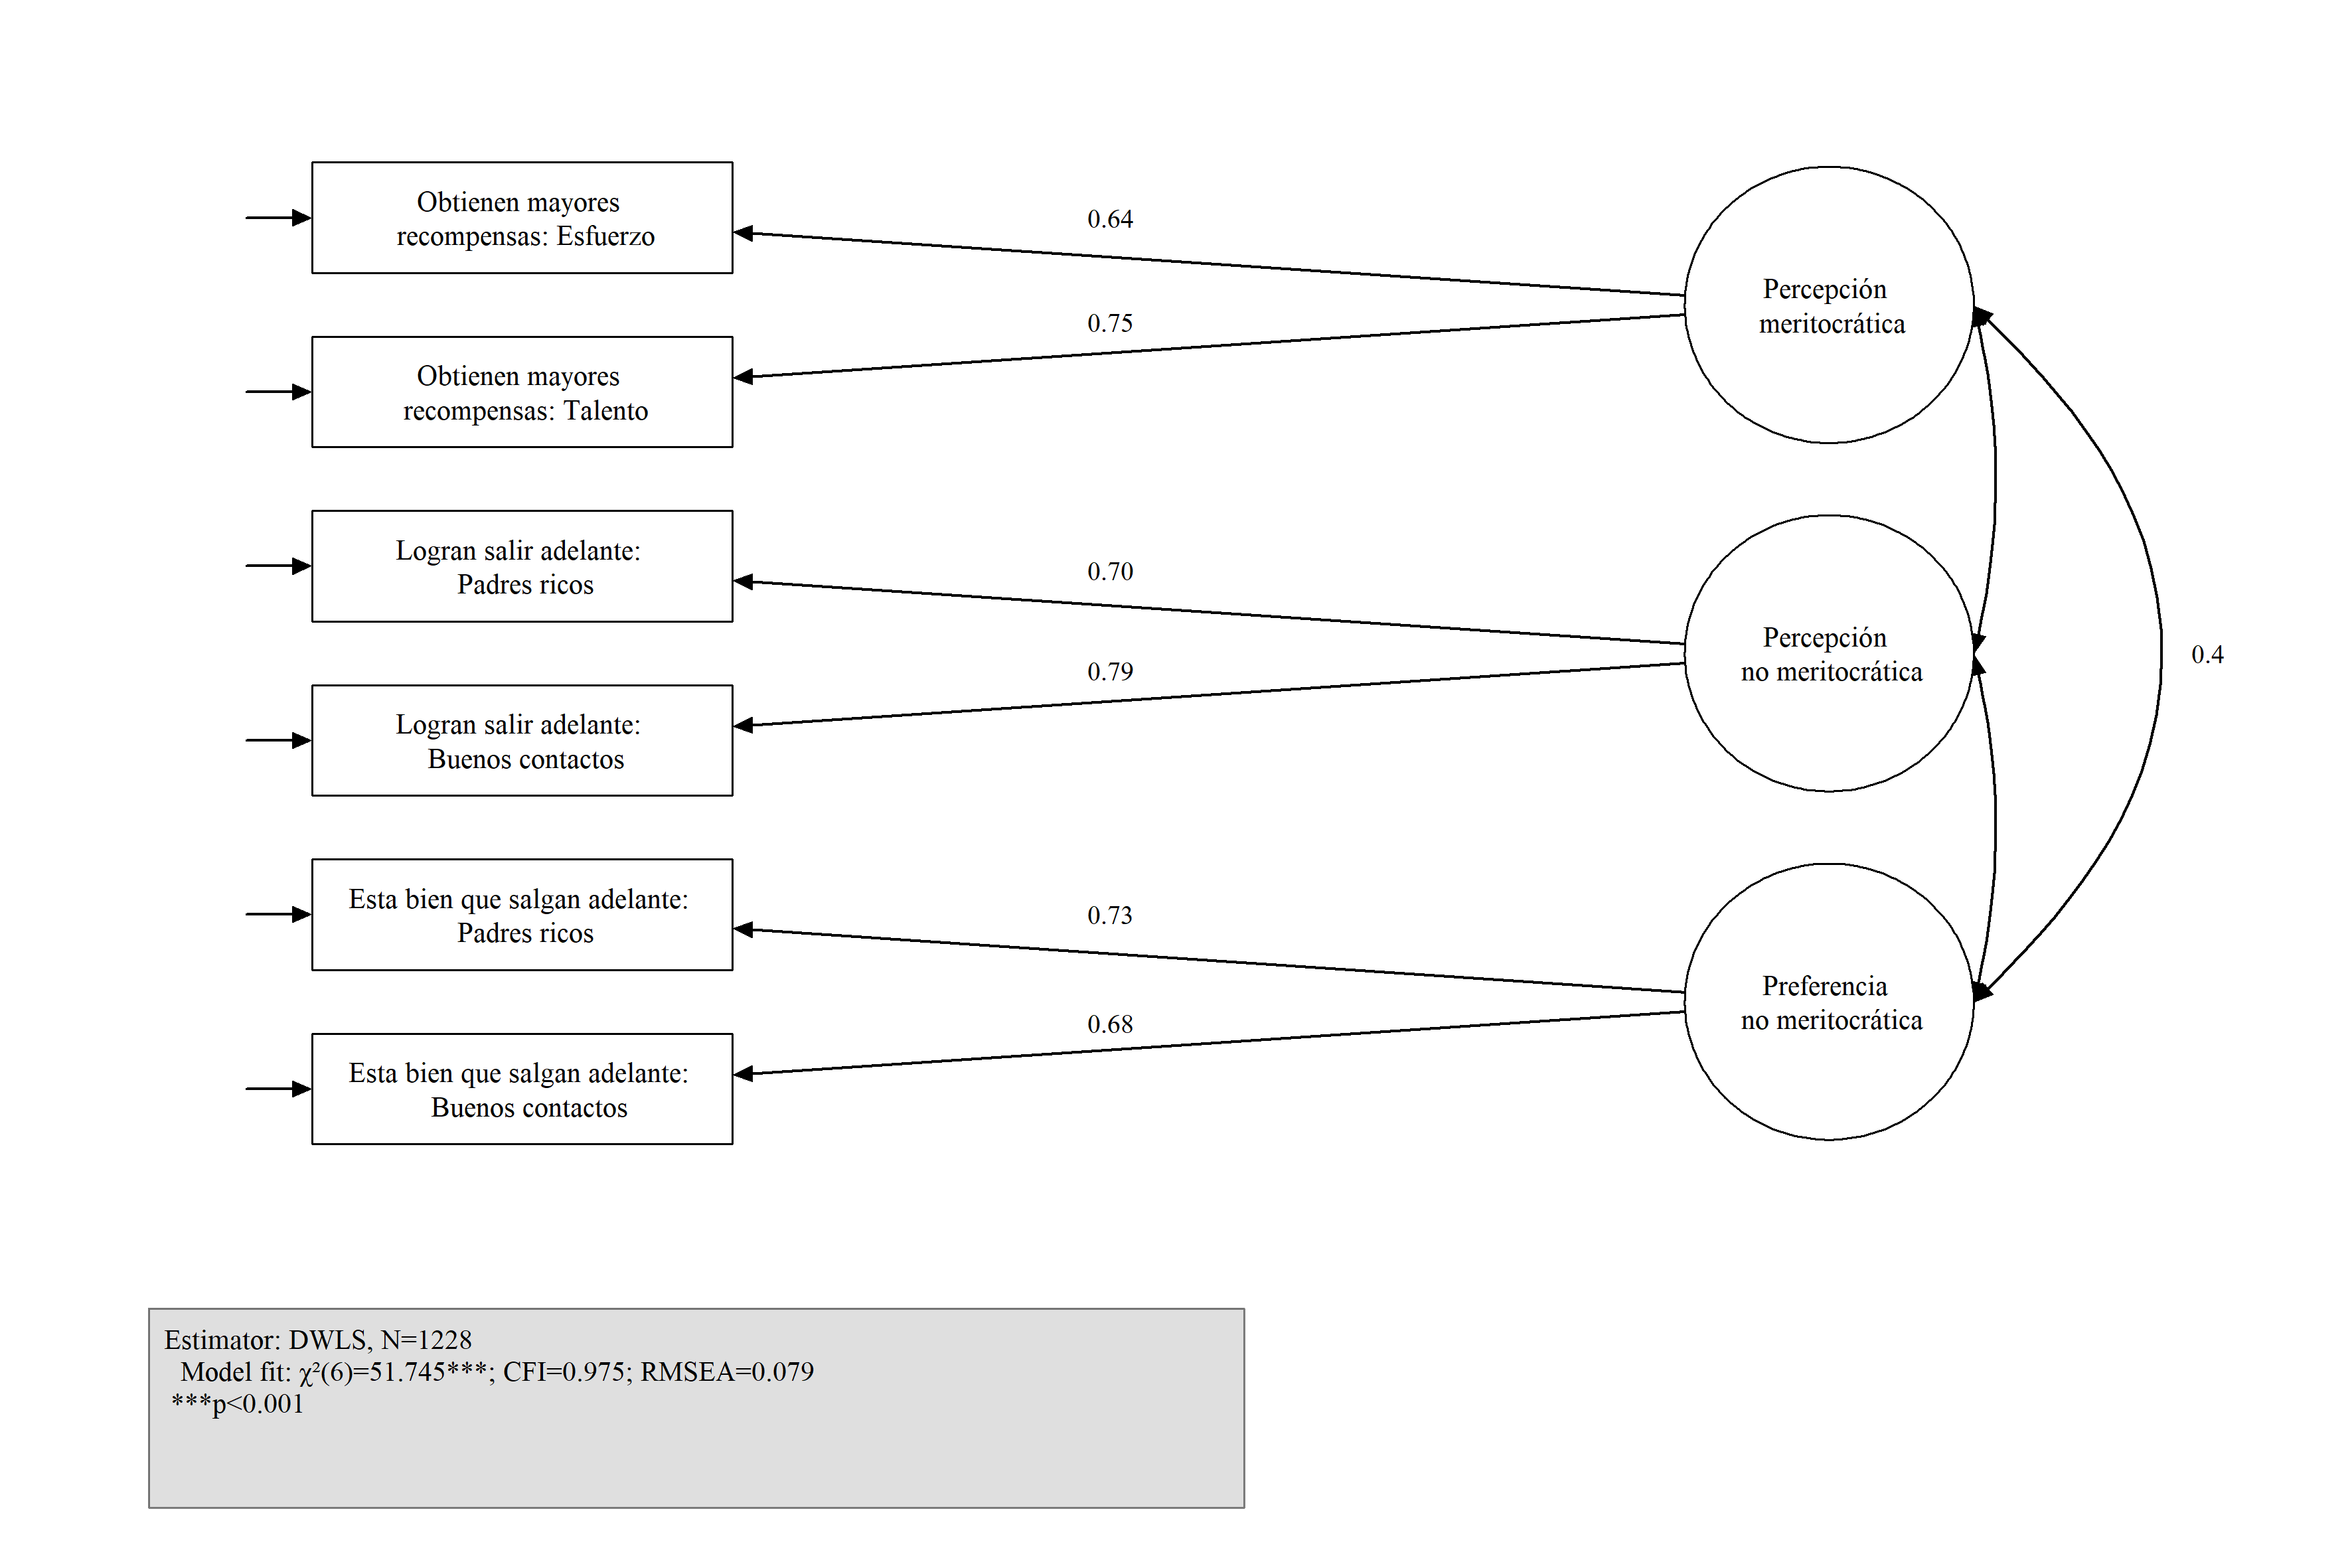 Obtienen mayores
recompensas: Esfuerzo
0.64
Percepción
meritocrática
Obtienen mayores
recompensas: Talento
0.75
Logran salir adelante:
Padres ricos
0.70
Percepción
no meritocrática
0.4
Logran salir adelante:
Buenos contactos
0.79
Esta bien que salgan adelante:
Padres ricos
0.73
Preferencia
no meritocrática
Esta bien que salgan adelante:
Buenos contactos
0.68
Estimator: DWLS, N=1228
Model fit: χ²(6)=51.745***; CFI=0.975; RMSEA=0.079
***p<0.001